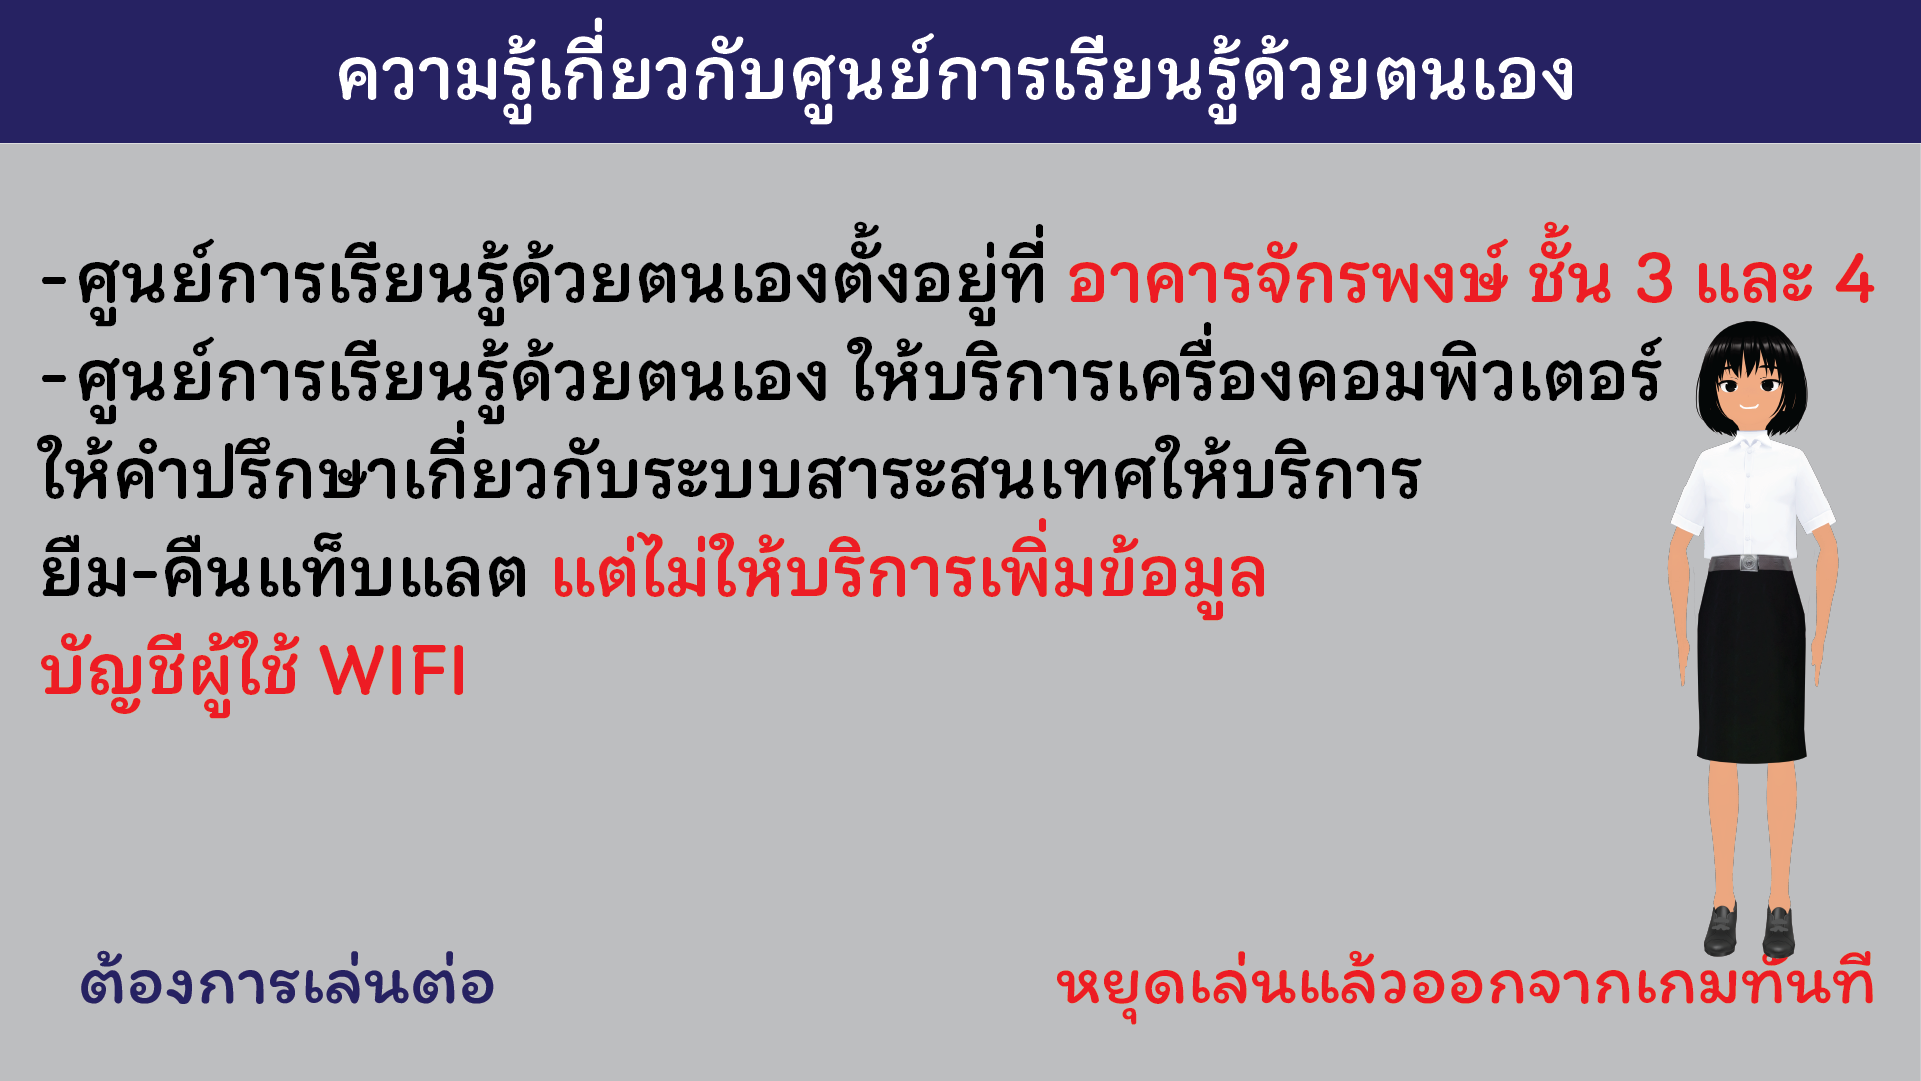 ความรู้เกี่ยวกับศูนย์การเรียนรู้ด้วยตนเอง
-ศูนย์การเรียนรู้ด้วยตนเองตั้งอยู่ที่ อาคารจักรพงษ์ ชั้น 3 และ 4
-ศูนย์การเรียนรู้ด้วยตนเอง ให้บริการเครื่องคอมพิวเตอร์
ให้คำปรึกษาเกี่ยวกับระบบสาระสนเทศให้บริการ
ยืม-คืนแท็บแลต แต่ไม่ให้บริการเพิ่มข้อมูล
บัญชีผู้ใช้ WIFI
ต้องการเล่นต่อ
หยุดเล่นแล้วออกจากเกมทันที